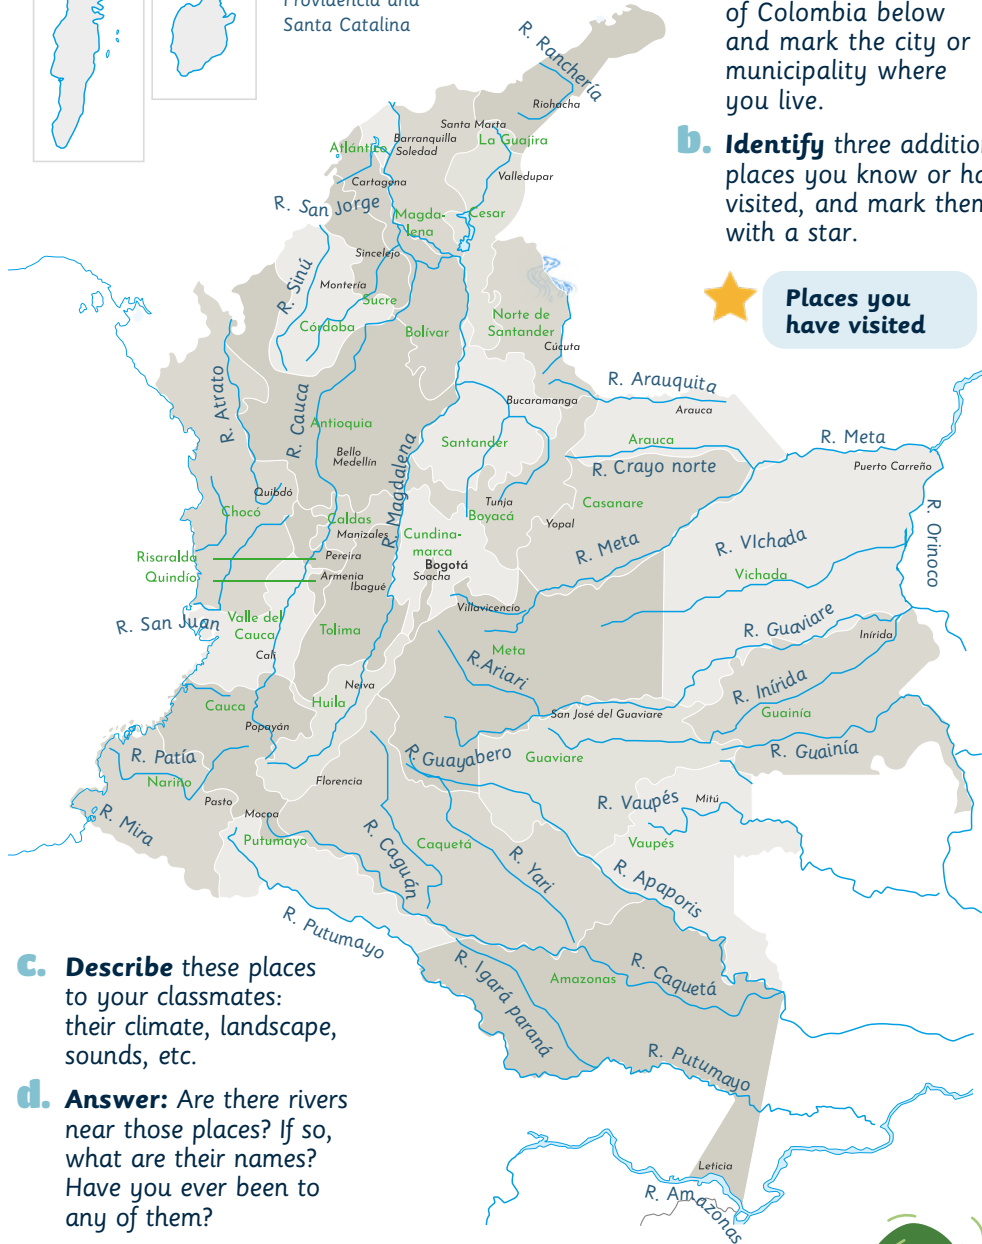 Providencia and
Santa Catalina
of Colombia below
and mark the city or
municipality where
you live.
b. Identify three addition
places you know or ha
visited, and mark them
with a star.
Places you
have visited
R. Ranchería
Riohacha
Santa Marta
Barranquilla
Soledad
La Guajira
Atlántico
Cartagena
Valledupar
R. San Jorge
Magda-
lena
Cesar
Sincelejo
R. Sinú
Montería
Sucre
Córdoba
Bolívar
Norte de
Santander
Cúcuta
R. Atrato
R. Cauca
R. Arauquita
Bucaramanga
Arauca
Antioquia
R. Magdalena
Santander
Arauca
R. Meta
Bello
Medellín
R. Crayo norte
Puerto Carreño
Quibdó
Tunja
Casanare
Chocó
Caldas
Boyacá
Yopal
R. Orinoco
Manizales
Cundina-
marca
R. Meta
R. VIchada
Risaralda
Pereira
Bogotá
Quindío
Armenia
Soacha
Vichada
Ibagué
Villavicencio
R. San Juan
Valle del
Cauca
Tolima
R. Guaviare
Inírida
Cali
Meta
R.Ariari
Neiva
R. Inírida
Cauca
Huila
San José del Guaviare
Guainía
Popayán
R. Patía
R. Guayabero
Guaviare
R. Guainía
Nariño
Florencia
Pasto
R. Vaupés
Mitú
R. Mira
Mocoa
Putumayo
R. Caguán
Caquetá
Vaupés
R. Yari
R. Apaporis
R. Putumayo
R. Igará paraná
Amazonas
R. Caquetá
R. Putumayo
Leticia
R. Amazonas
c. Describe these places
to your classmates:
their climate, landscape,
sounds, etc.
d. Answer: Are there rivers
near those places? If so,
what are their names?
Have you ever been to
any of them?